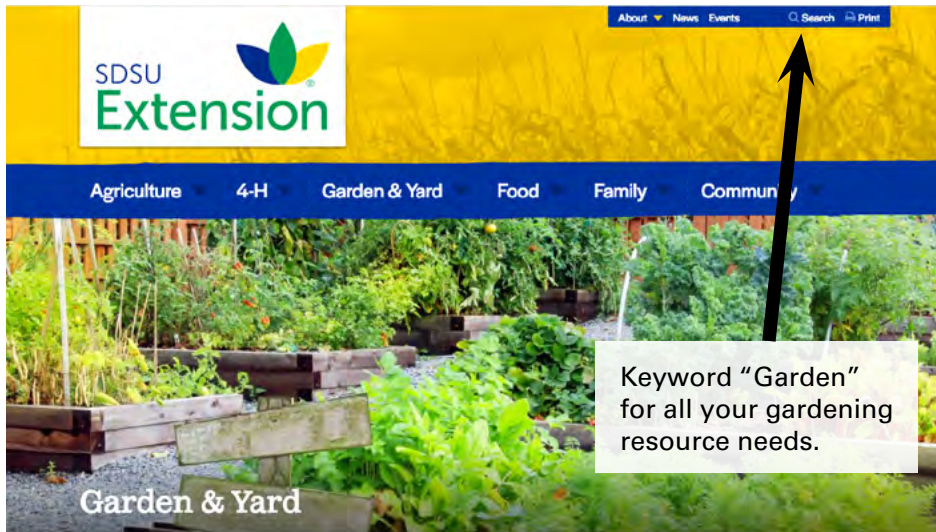 About News Events Search Print
SDSU
Extension®
Agriculture 4-H Garden & Yard Food Family Community
Keyword “Garden”
for all your gardening
resource needs.
Garden & Yard